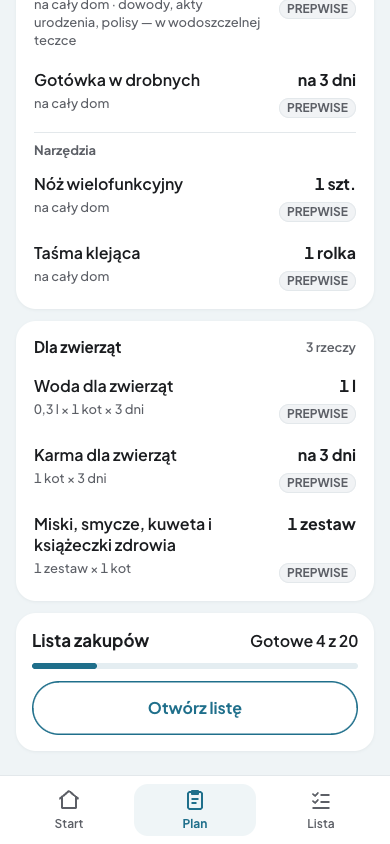 na cały dom · dowody, akty
urodzenia, polisy — w wodoszczelnej
teczce
PREPWISE
Gotówka w drobnych
na 3 dni
na cały dom
PREPWISE
Narzędzia
Nóż wielofunkcyjny
1 szt.
na cały dom
PREPWISE
Taśma klejąca
1 rolka
na cały dom
PREPWISE
Dla zwierząt
3 rzeczy
Woda dla zwierząt
1 l
0,3 l × 1 kot × 3 dni
PREPWISE
Karma dla zwierząt
na 3 dni
1 kot × 3 dni
PREPWISE
Miski, smycze, kuweta i
książeczki zdrowia
1 zestaw
1 zestaw × 1 kot
PREPWISE
Lista zakupów
Gotowe 4 z 20
Otwórz listę
Start
Plan
Lista